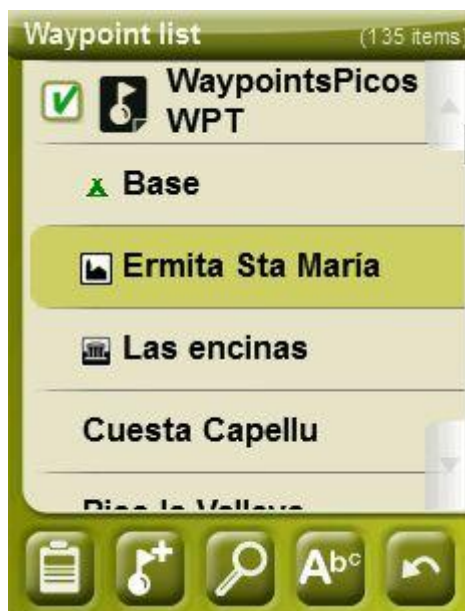 Waypoint list (135 items)
WaypointsPicos
WPT
Base
Ermita Sta María
Las encinas
Cuesta Capellu
Abc